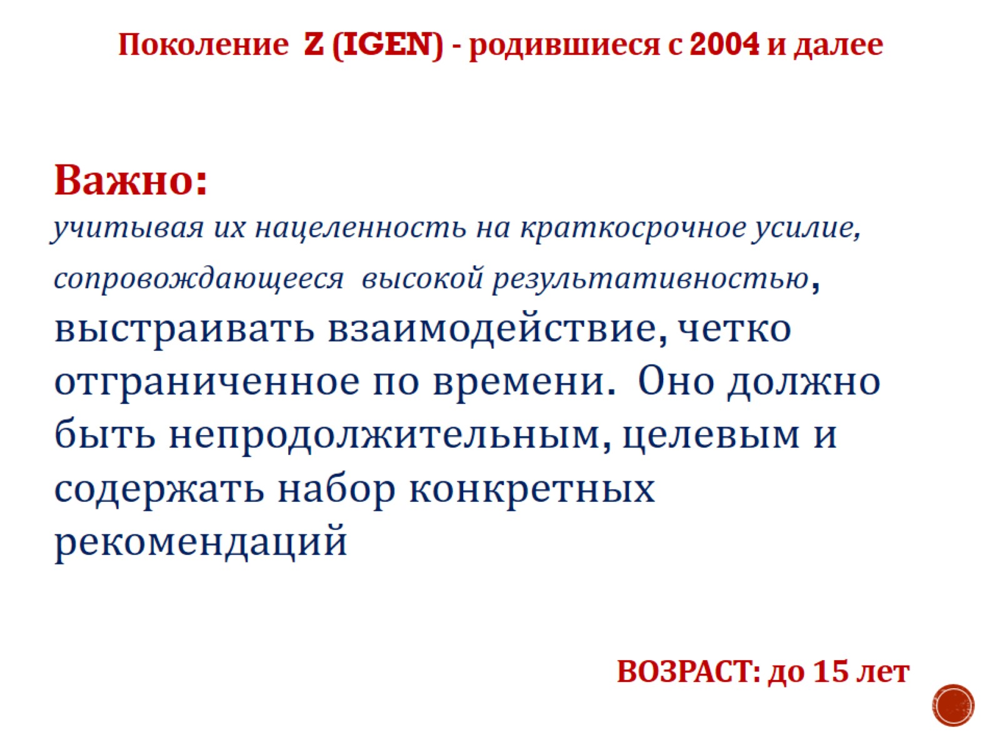 Поколение Z (IGEN) - родившиеся с 2004 и далее
Важно:
учитывая их нацеленность на краткосрочное усилие,
сопровождающееся высокой результативностью,
выстраивать взаимодействие, четко
отграниченное по времени. Оно должно
быть непродолжительным, целевым и
содержать набор конкретных
рекомендаций
ВОЗРАСТ: до 15 лет